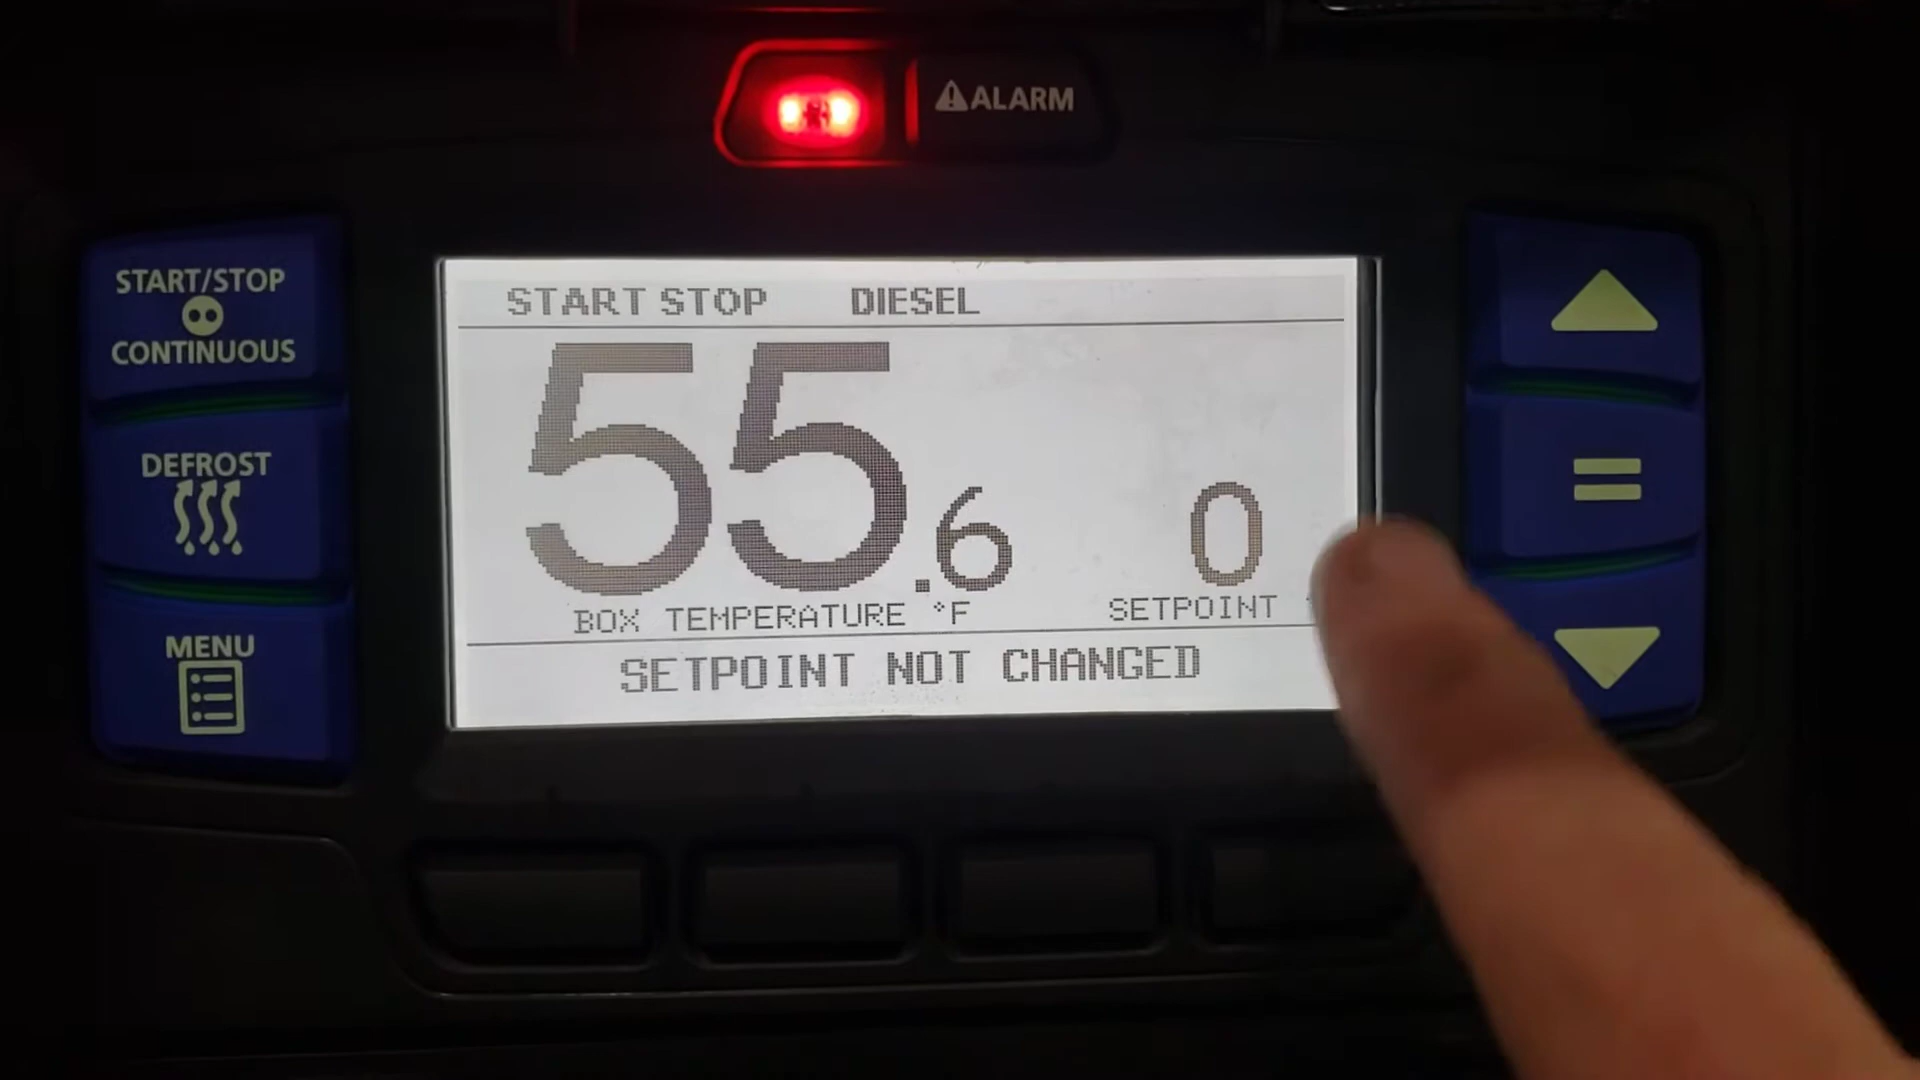 ALARM
START/STOP
CONTINUOUS
DEFROST
MENU
START STOP DIESEL
55.6 0
BOX TEMPERATURE °F SETPOINT
SETPOINT NOT CHANGED